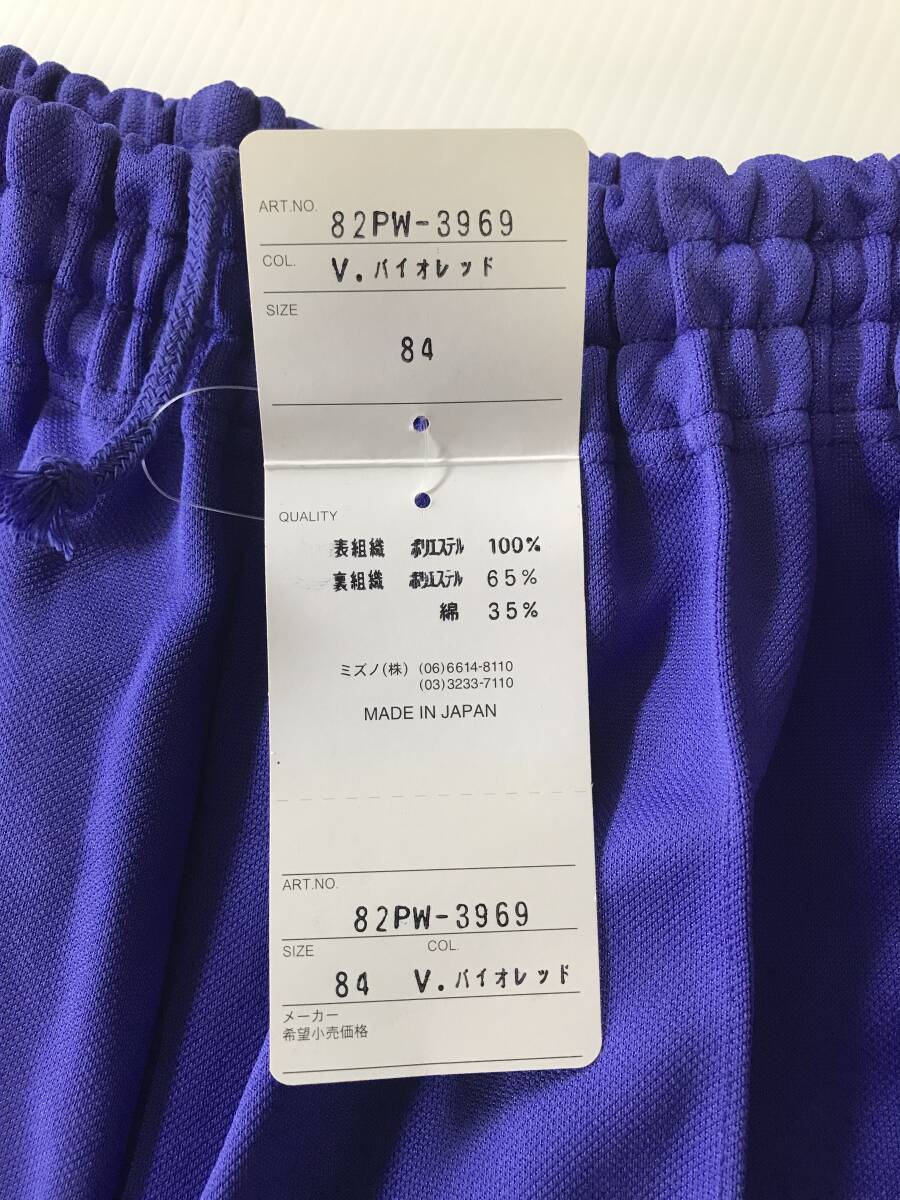 ART.NO. 82PW-3969
COL. V.バイオレッド
SIZE
84
QUALITY
表組織 ポリエステル 100%
裏組織 ポリエステル 65%
綿 35%
ミズノ(株) (06)6614-8110
(03)3233-7110
MADE IN JAPAN
ART.NO.
82PW-3969
SIZE COL.
84 V.バイオレッド
メーカー
希望小売価格